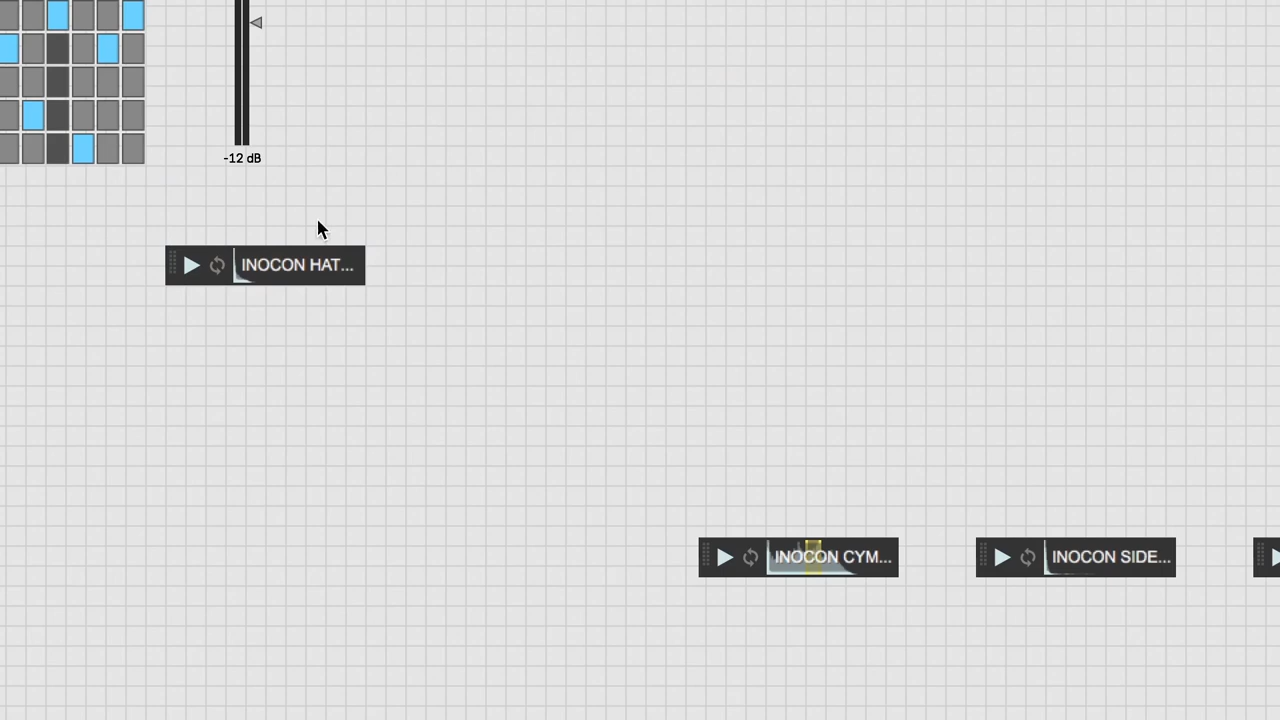 -12 dB
INOCON HAT...
INOCON CYM...
INOCON SIDE...